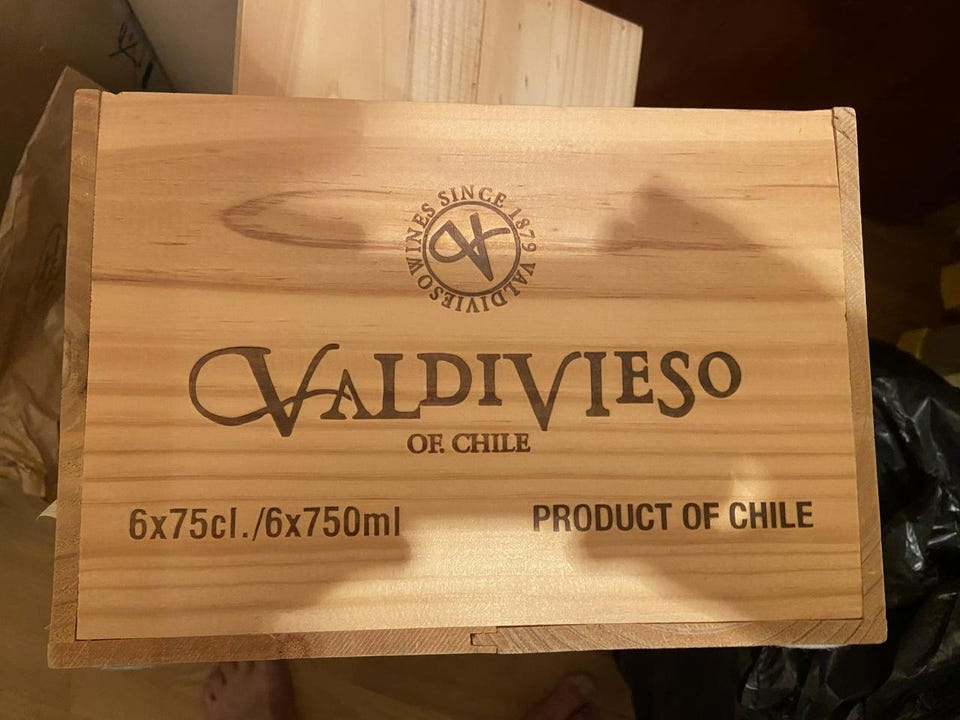 WINES SINCE 1879 VALDIVIESO
VALDIVIESO
OF. CHILE
6x75cl./6x750ml
PRODUCT OF CHILE